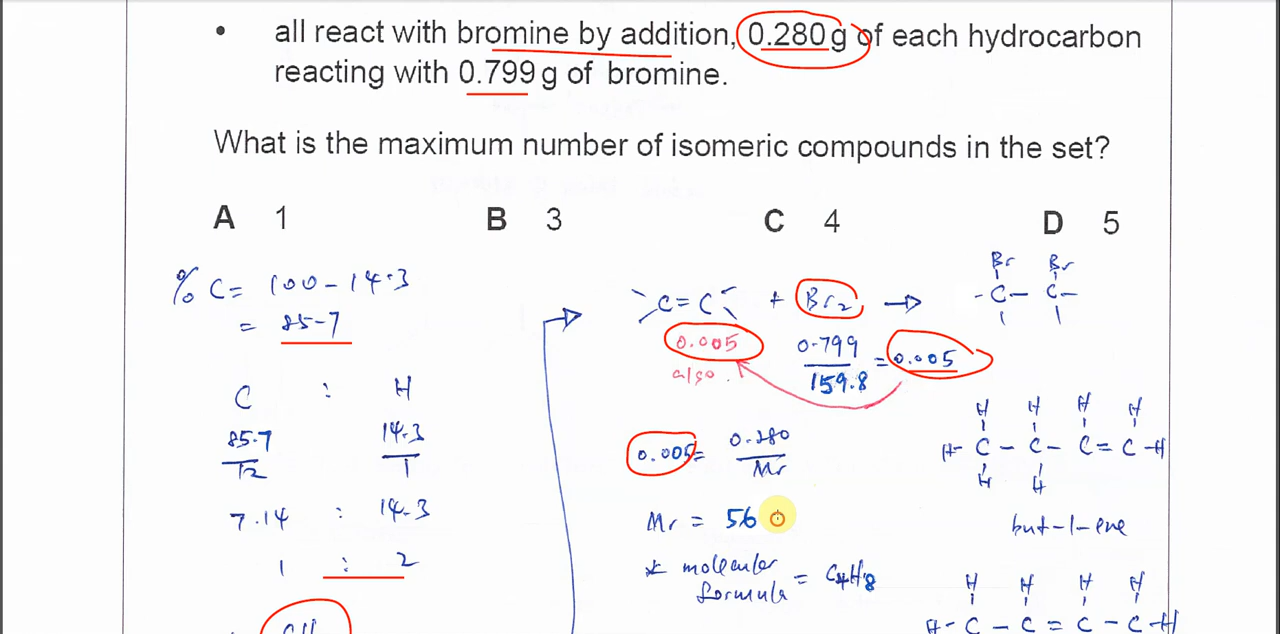 • all react with bromine by addition, 0.280 g of each hydrocarbon
reacting with 0.799 g of bromine.
What is the maximum number of isomeric compounds in the set?
A 1 B 3 C 4 D 5
% C = 100 - 14.3
= 85.7
C : H
85.7 14.3
12 1
7.14 : 14.3
1 : 2
CH
C=C + Br2 →
0.005
also.
0.799
159.8
= 0.005
0.005 = 0.280
Mr
Mr = 56
* molecular
formula = C4H8
Br Br
-C- C-
H H H H
H- C - C - C = C -H
H H
but-1-ene
H H H H
H- C - C = C - C -H